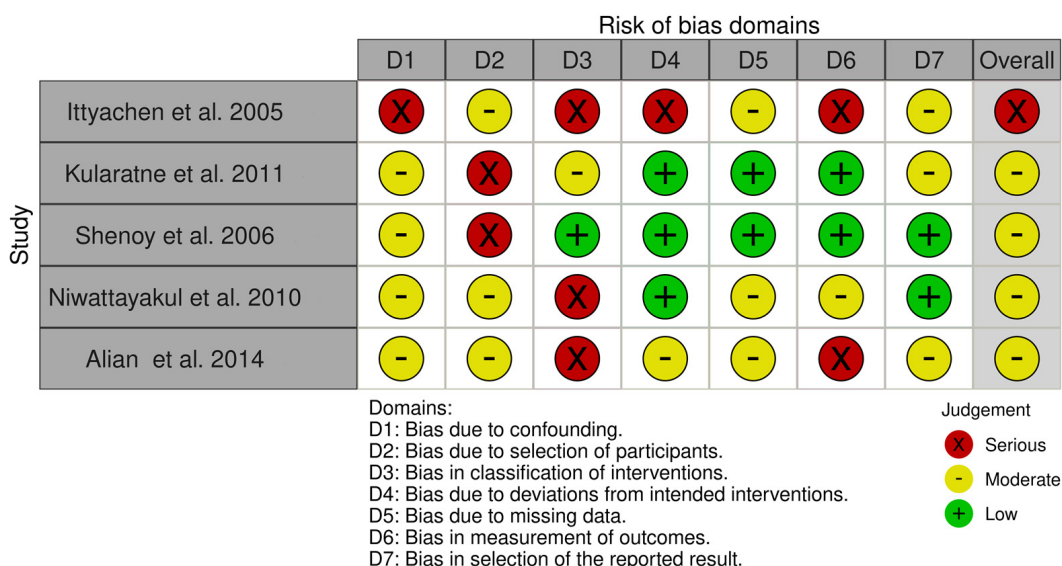 Risk of bias domains
D1 D2 D3 D4 D5 D6 D7 Overall
Study
Ittyachen et al. 2005 X - X X - X - X
Kularatne et al. 2011 - X - + + + - -
Shenoy et al. 2006 - X + + + + + -
Niwattayakul et al. 2010 - - X + - - + -
Alian et al. 2014 - - X - - X - -
Domains:
D1: Bias due to confounding.
D2: Bias due to selection of participants.
D3: Bias in classification of interventions.
D4: Bias due to deviations from intended interventions.
D5: Bias due to missing data.
D6: Bias in measurement of outcomes.
D7: Bias in selection of the reported result.
Judgement
X Serious
- Moderate
+ Low